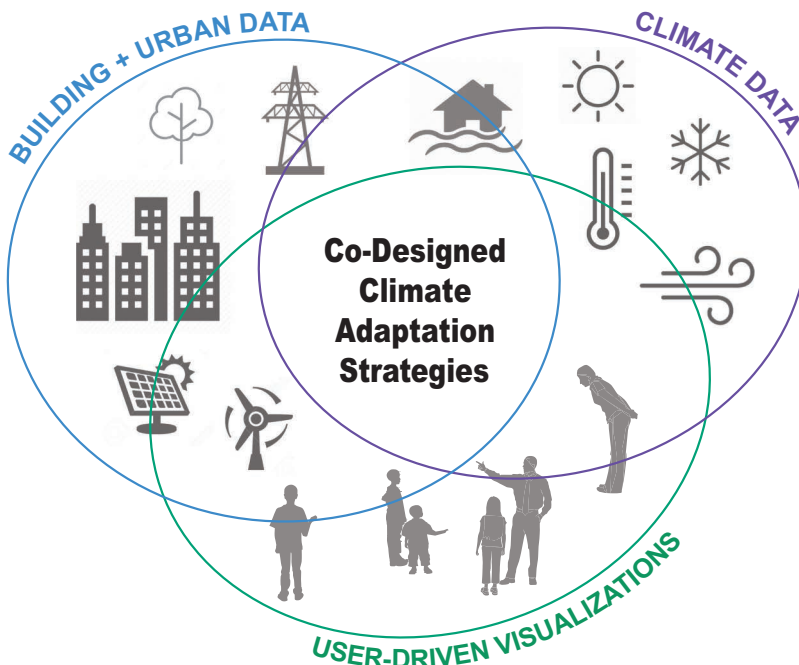 BUILDING + URBAN DATA
CLIMATE DATA
Co-Designed
Climate
Adaptation
Strategies
USER-DRIVEN VISUALIZATIONS